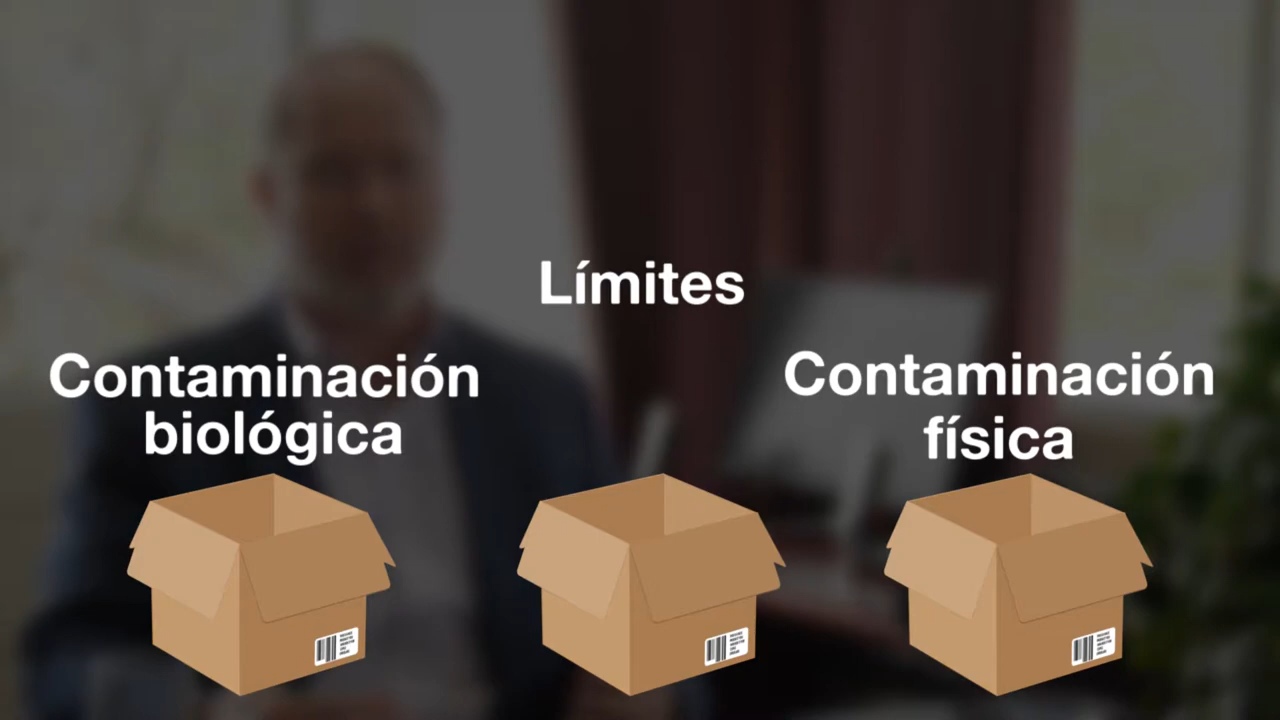 Límites
Contaminación
biológica
Contaminación
física